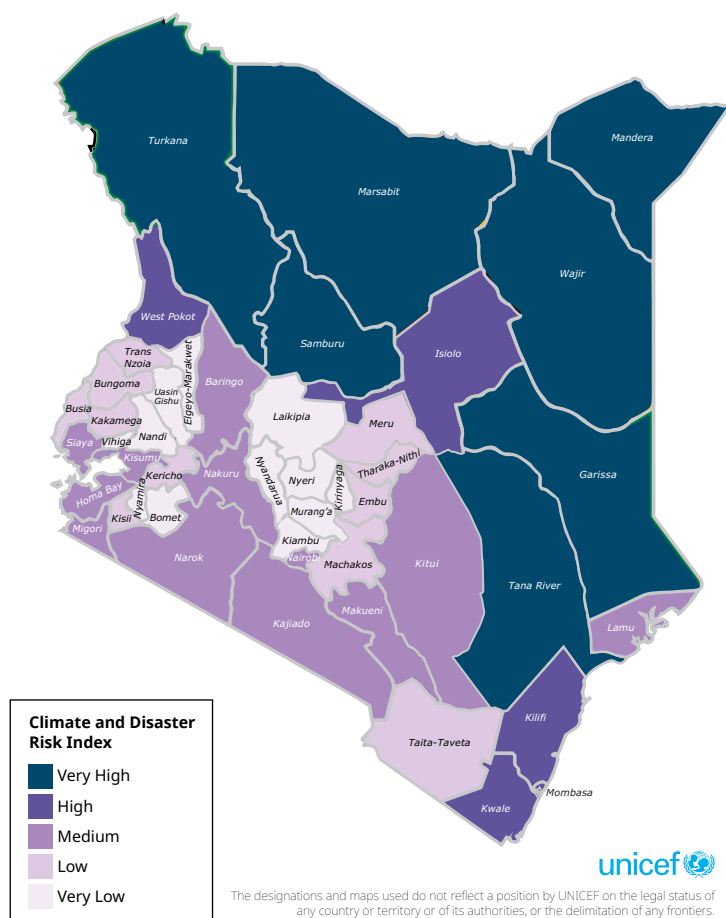 Turkana
Mandera
Marsabit
Wajir
West Pokot
Samburu
Isiolo
Trans
Nzoia
Elgeyo-Marakwet
Baringo
Bungoma
Uasin
Gishu
Busia
Kakamega
Laikipia
Meru
Siaya
Vihiga
Nandi
Kisumu
Tharaka-Nithi
Kericho
Nakuru
Nyandarua
Nyeri
Kirinyaga
Garissa
Homa Bay
Nyamira
Embu
Kisii
Bomet
Murang'a
Migori
Kiambu
Narok
Nairobi
Machakos
Kitui
Tana River
Makueni
Kajiado
Lamu
Kilifi
Taita-Taveta
Mombasa
Kwale
Climate and Disaster
Risk Index
Very High
High
Medium
Low
Very Low
unicef
The designations and maps used do not reflect a position by UNICEF on the legal status of
any country or territory or of its authorities, or the delimitation of any frontiers.